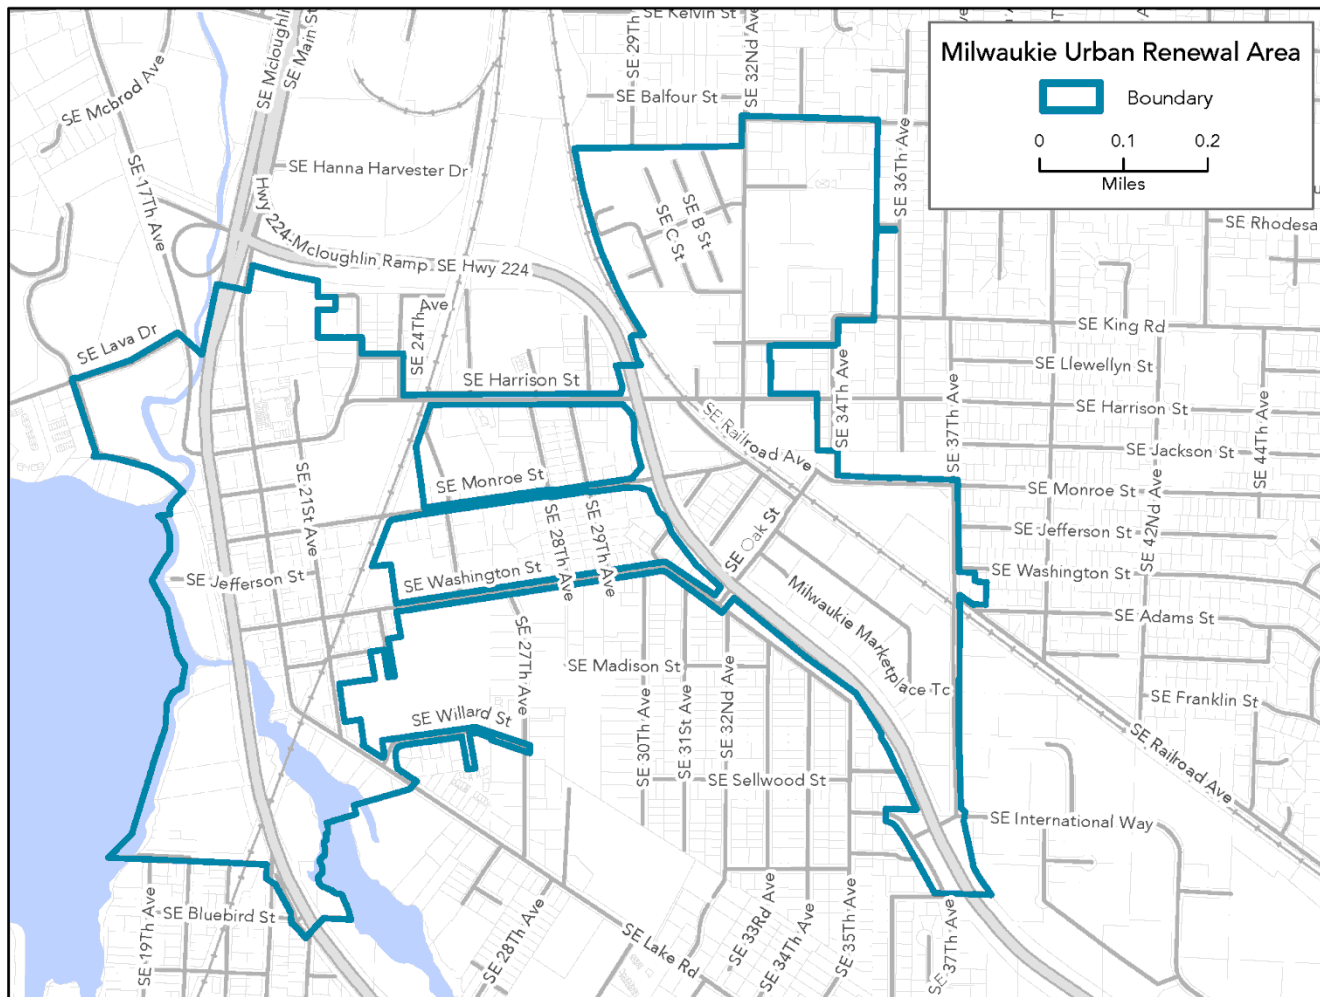 SE Kelvin St
Milwaukie Urban Renewal Area
Boundary
0 0.1 0.2
Miles
SE Mcbrod Ave
SE 17Th Ave
SE Mcloughlin
SE Main St
SE 29Th
SE 32Nd Ave
SE Balfour St
SE Hanna Harvester Dr
SE 36Th Ave
SE B St
SE C St
SE Rhodesa
Hwy 224-Mcloughlin Ramp
SE Hwy 224
SE Lava Dr
SE 24Th Ave
SE King Rd
SE Llewellyn St
SE Harrison St
SE Harrison St
SE 34Th Ave
SE 37Th Ave
SE 42Nd Ave
SE 44Th Ave
SE Railroad Ave
SE Jackson St
SE Monroe St
SE Monroe St
SE 21St Ave
SE 28Th Ave
SE 29Th Ave
SE Oak St
SE Jefferson St
SE Jefferson St
SE Washington St
SE Washington St
SE Adams St
Milwaukie Marketplace Tc
SE 27Th Ave
SE Madison St
SE Franklin St
SE Willard St
SE 30Th Ave
SE 31St Ave
SE 32Nd Ave
SE Railroad Ave
SE Sellwood St
SE International Way
SE 19Th Ave
SE Bluebird St
SE 28Th Ave
SE Lake Rd
SE 33Rd Ave
SE 34Th Ave
SE 35Th Ave
SE 37Th Ave